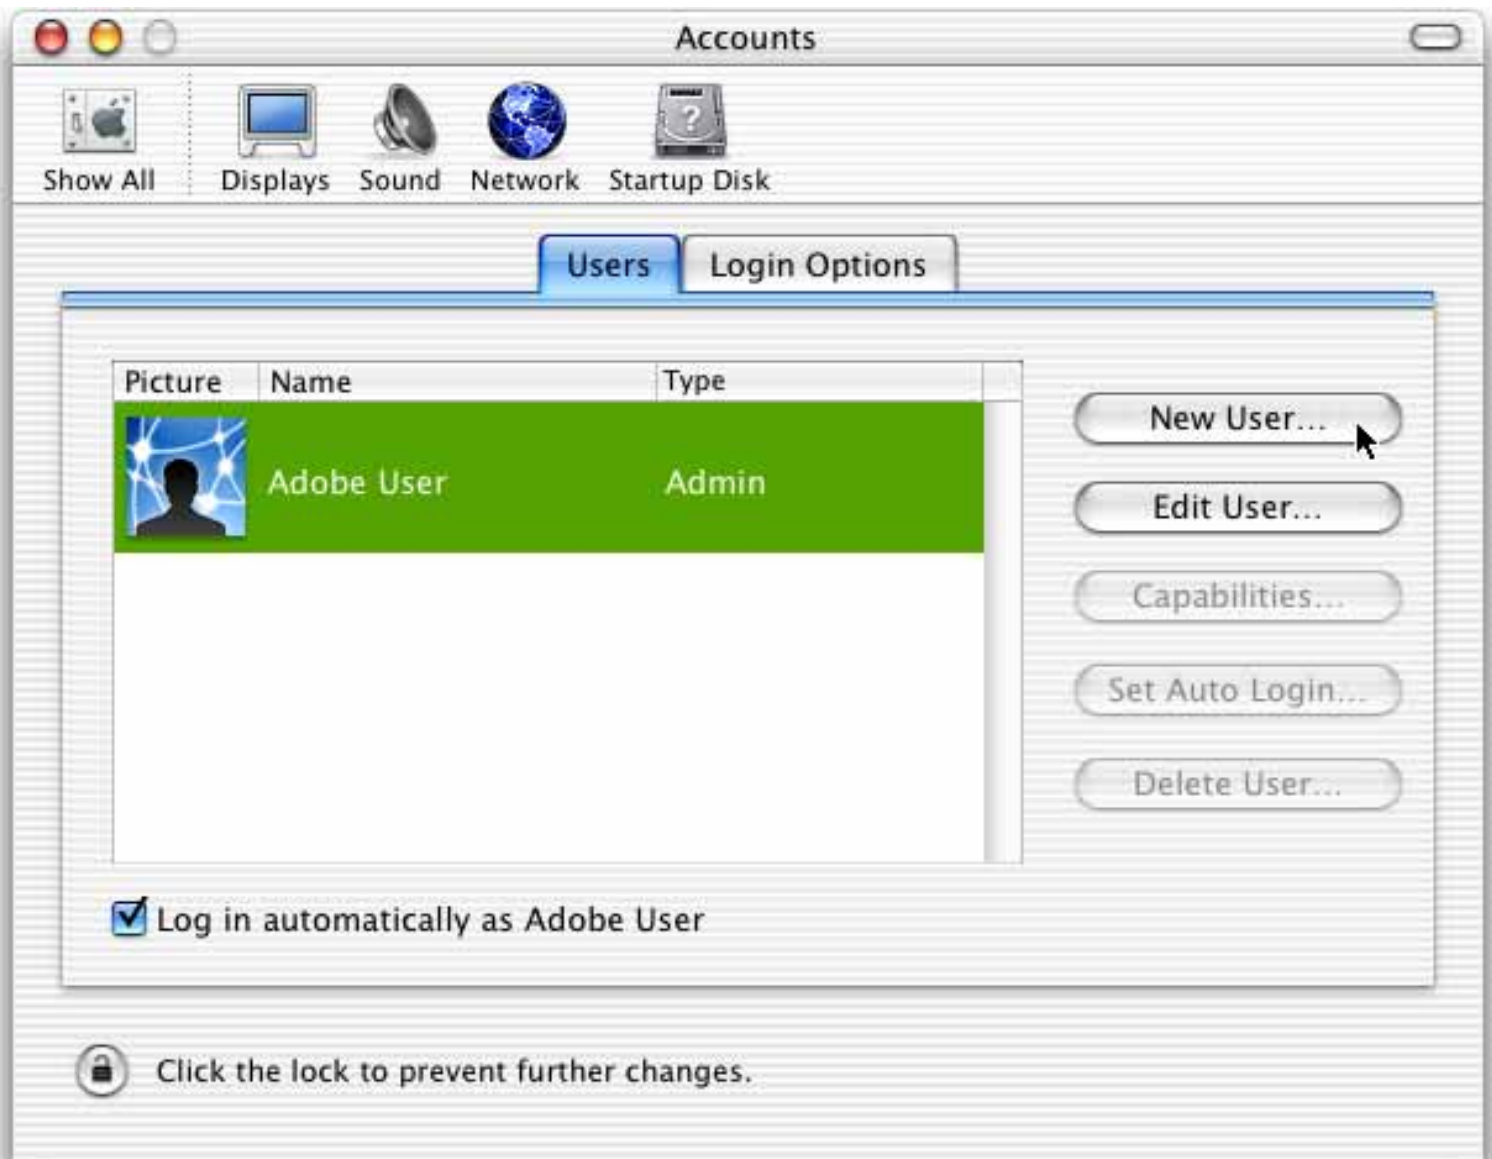 Accounts
Show All Displays Sound Network Startup Disk
Users Login Options
Picture Name Type
Adobe User Admin
New User...
Edit User...
Capabilities...
Set Auto Login...
Delete User...
Log in automatically as Adobe User
Click the lock to prevent further changes.